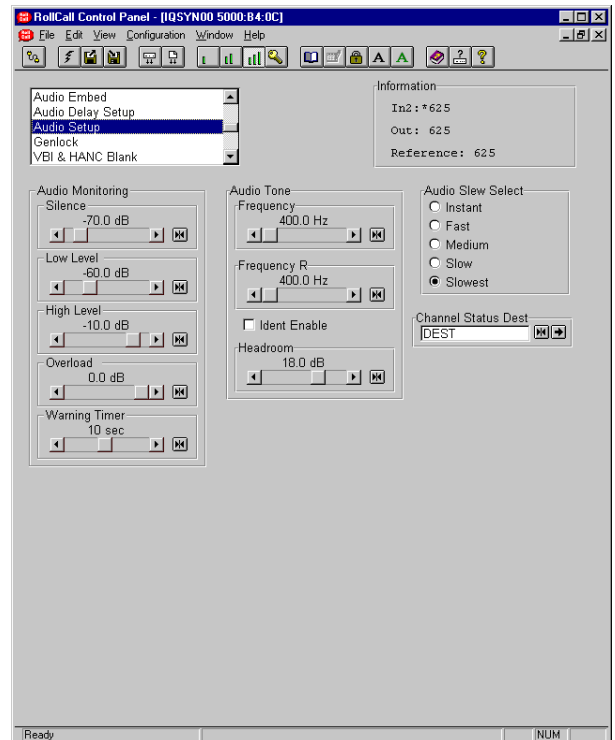 RollCall Control Panel - [IQSYN00 5000:B4:0C]
File Edit View Configuration Window Help
A A
Audio Embed
Audio Delay Setup
Audio Setup
Genlock
VBI & HANC Blank
Information
In2:*625
Out: 625
Reference: 625
Audio Monitoring
Silence
-70.0 dB
Low Level
-60.0 dB
High Level
-10.0 dB
Overload
0.0 dB
Warning Timer
10 sec
Audio Tone
Frequency
400.0 Hz
Frequency R
400.0 Hz
Ident Enable
Headroom
18.0 dB
Audio Slew Select
Instant
Fast
Medium
Slow
Slowest
Channel Status Dest
DEST
Ready
NUM